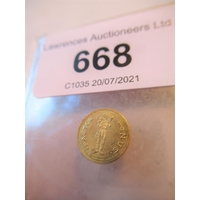 Lawrences Auctioneers Ltd
668
C1035 20/07/2021